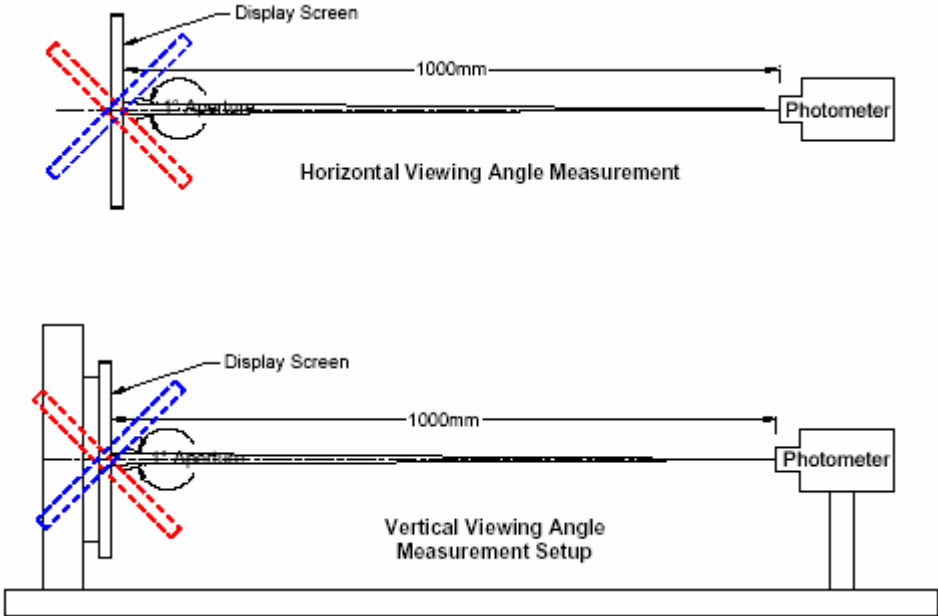 Display Screen
1000mm
1° Aperture
Photometer
Horizontal Viewing Angle Measurement
Display Screen
1000mm
1° Aperture
Photometer
Vertical Viewing Angle
Measurement Setup